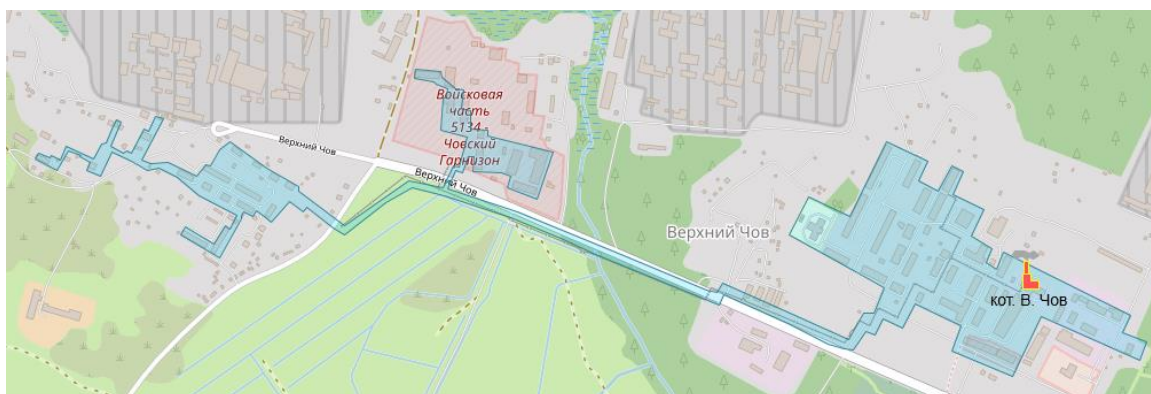 Войсковая
часть
5134 -
Човский
Гарнизон
Верхний Чов
Верхний Чов
Верхний Чов
кот. В. Чов